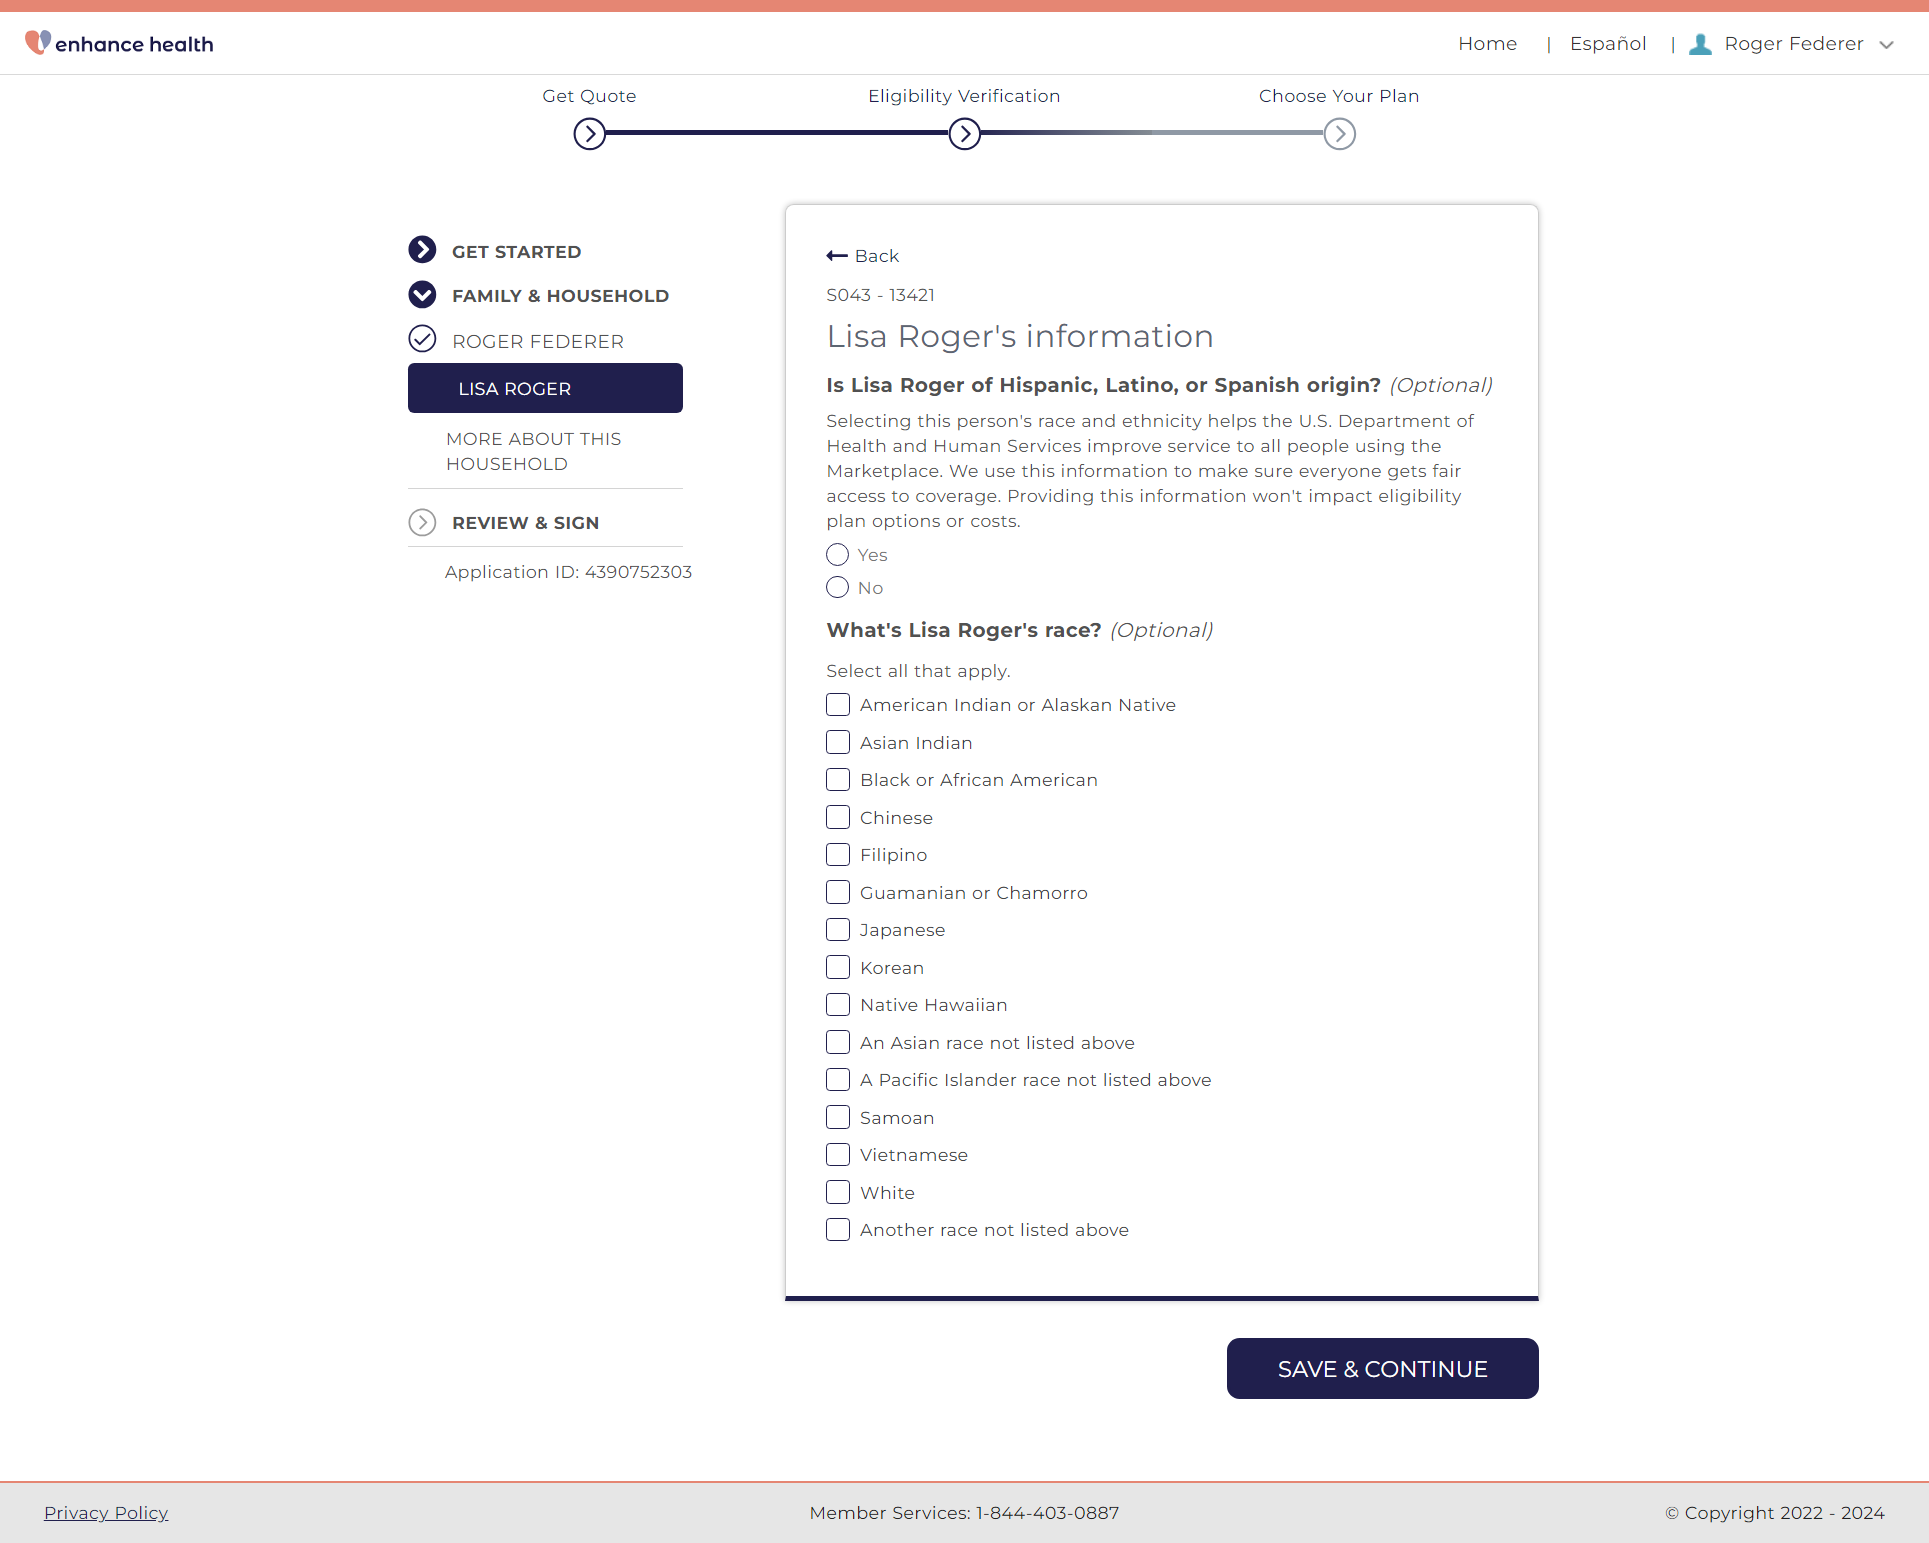 enhance health
Home | Español | Roger Federer
Get Quote
Eligibility Verification
Choose Your Plan
GET STARTED
FAMILY & HOUSEHOLD
ROGER FEDERER
LISA ROGER
MORE ABOUT THIS
HOUSEHOLD
REVIEW & SIGN
Application ID: 4390752303
Back
S043 - 13421
Lisa Roger's information
Is Lisa Roger of Hispanic, Latino, or Spanish origin? (Optional)
Selecting this person's race and ethnicity helps the U.S. Department of
Health and Human Services improve service to all people using the
Marketplace. We use this information to make sure everyone gets fair
access to coverage. Providing this information won't impact eligibility
plan options or costs.
Yes
No
What's Lisa Roger's race? (Optional)
Select all that apply.
American Indian or Alaskan Native
Asian Indian
Black or African American
Chinese
Filipino
Guamanian or Chamorro
Japanese
Korean
Native Hawaiian
An Asian race not listed above
A Pacific Islander race not listed above
Samoan
Vietnamese
White
Another race not listed above
SAVE & CONTINUE
Privacy Policy
Member Services: 1-844-403-0887
© Copyright 2022 - 2024